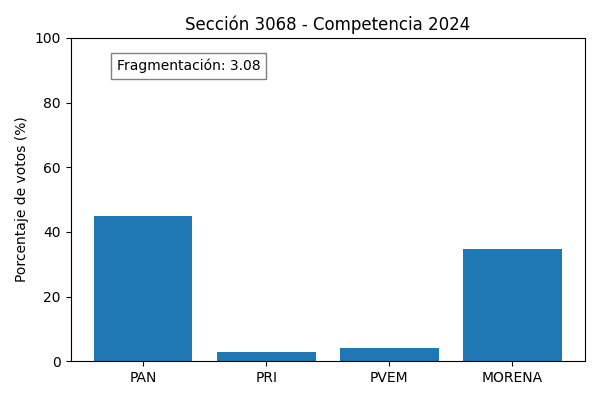 Sección 3068 - Competencia 2024
Fragmentación: 3.08
Porcentaje de votos (%)
100
80
60
40
20
0
PAN PRI PVEM MORENA